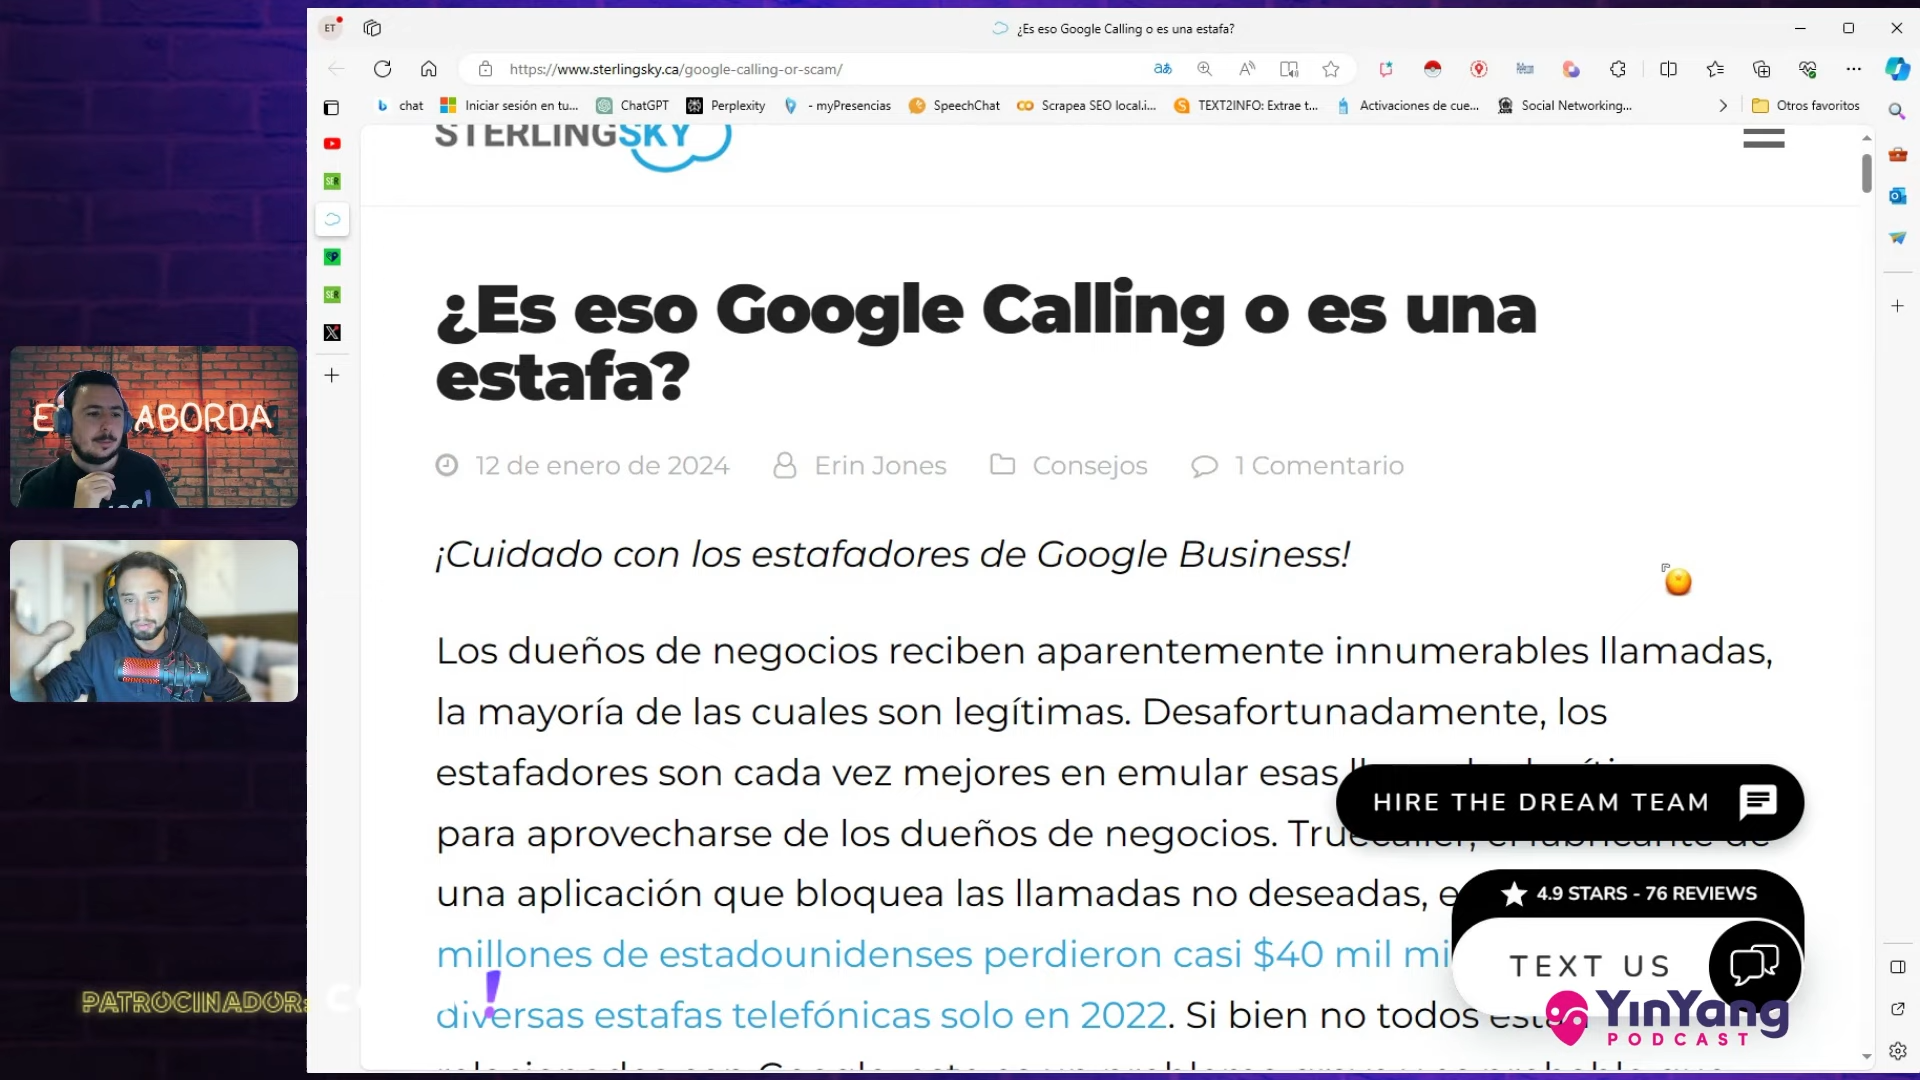 ET
¿Es eso Google Calling o es una estafa?
https://www.sterlingsky.ca/google-calling-or-scam/
chat
Iniciar sesión en tu...
ChatGPT
Perplexity
- myPresencias
SpeechChat
Scrapea SEO local.i...
TEXT2INFO: Extrae t...
Activaciones de cue...
Social Networking...
Otros favoritos
STERLINGSKY
¿Es eso Google Calling o es una
estafa?
12 de enero de 2024
Erin Jones
Consejos
1 Comentario
¡Cuidado con los estafadores de Google Business!
Los dueños de negocios reciben aparentemente innumerables llamadas,
la mayoría de las cuales son legítimas. Desafortunadamente, los
estafadores son cada vez mejores en emular esas
para aprovecharse de los dueños de negocios.
una aplicación que bloquea las llamadas no deseadas,
millones de estadounidenses perdieron casi $40 mil
diversas estafas telefónicas solo en 2022. Si bien no todos
HIRE THE DREAM TEAM
4.9 STARS - 76 REVIEWS
TEXT US
ABORDA
PATROCINADOR:
YinYang
PODCAST